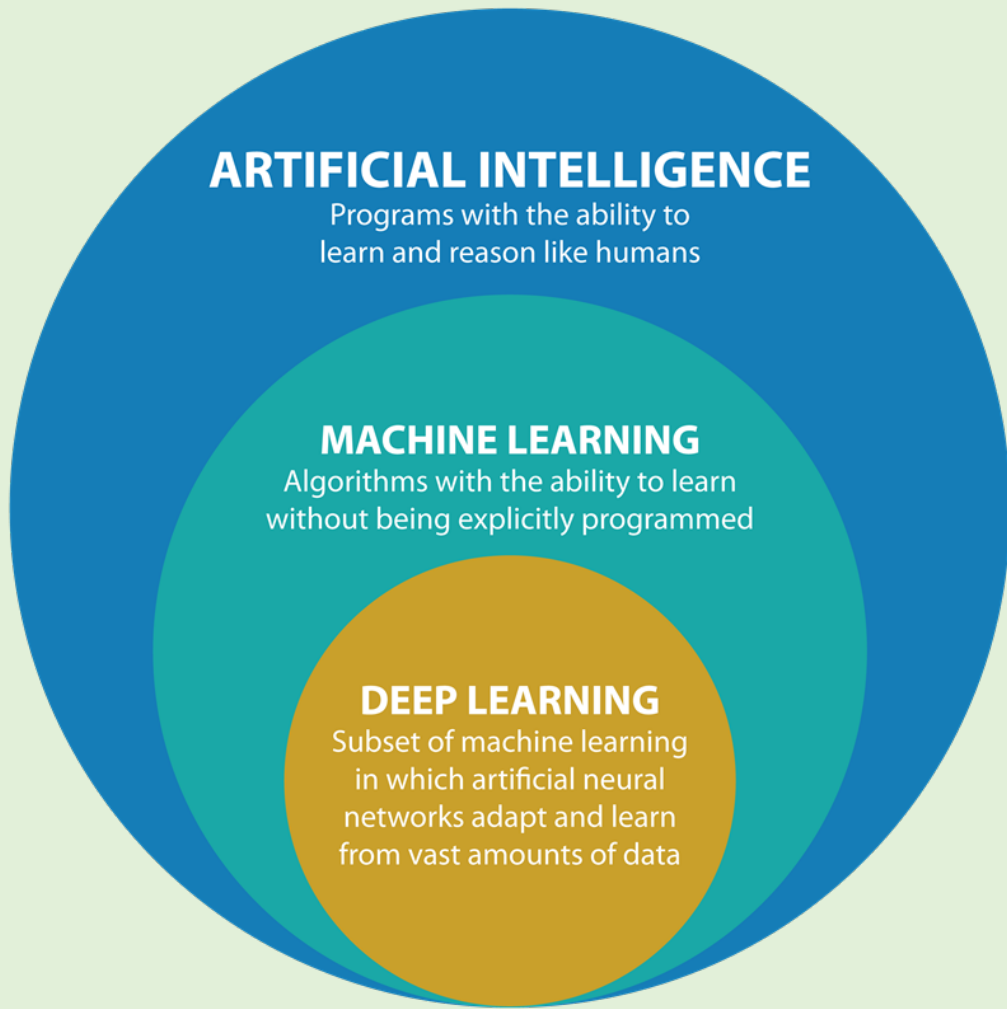 ARTIFICIAL INTELLIGENCE
Programs with the ability to
learn and reason like humans
MACHINE LEARNING
Algorithms with the ability to learn
without being explicitly programmed
DEEP LEARNING
Subset of machine learning
in which artificial neural
networks adapt and learn
from vast amounts of data